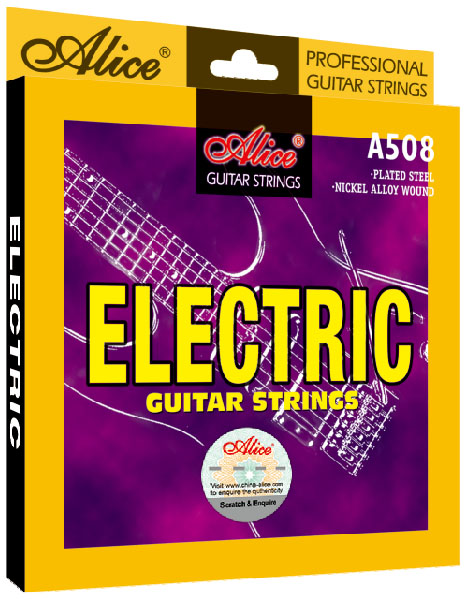 Alice®
PROFESSIONAL
GUITAR STRINGS
Alice®
GUITAR STRINGS
A508
·PLATED STEEL
·NICKEL ALLOY WOUND
ELECTRIC
ELECTRIC
GUITAR STRINGS
Alice®
Visit www.china-alice.com
to enquire the quthenticity
Scratch & Enquire